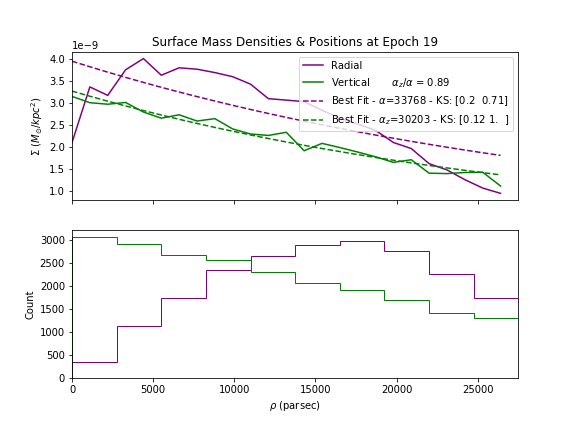 Surface Mass Densities & Positions at Epoch 19
1e−9
4.0
3.5
3.0
2.5
2.0
1.5
1.0
Σ (M⊙/kpc²)
Radial
Vertical α_z/α = 0.89
Best Fit - α=33768 - KS: [0.2 0.71]
Best Fit - α_z=30203 - KS: [0.12 1. ]
3000
2500
2000
1500
1000
500
0
Count
0 5000 10000 15000 20000 25000
ρ (parsec)